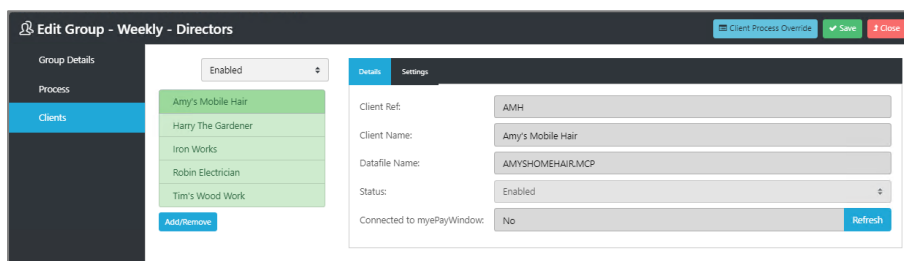 Edit Group - Weekly - Directors
Client Process Override
Save
Close
Group Details
Process
Clients
Enabled
Amy's Mobile Hair
Harry The Gardener
Iron Works
Robin Electrician
Tim's Wood Work
Add/Remove
Details
Settings
Client Ref:
AMH
Client Name:
Amy's Mobile Hair
Datafile Name:
AMYSHOMEHAIR.MCP
Status:
Enabled
Connected to myePayWindow:
No
Refresh